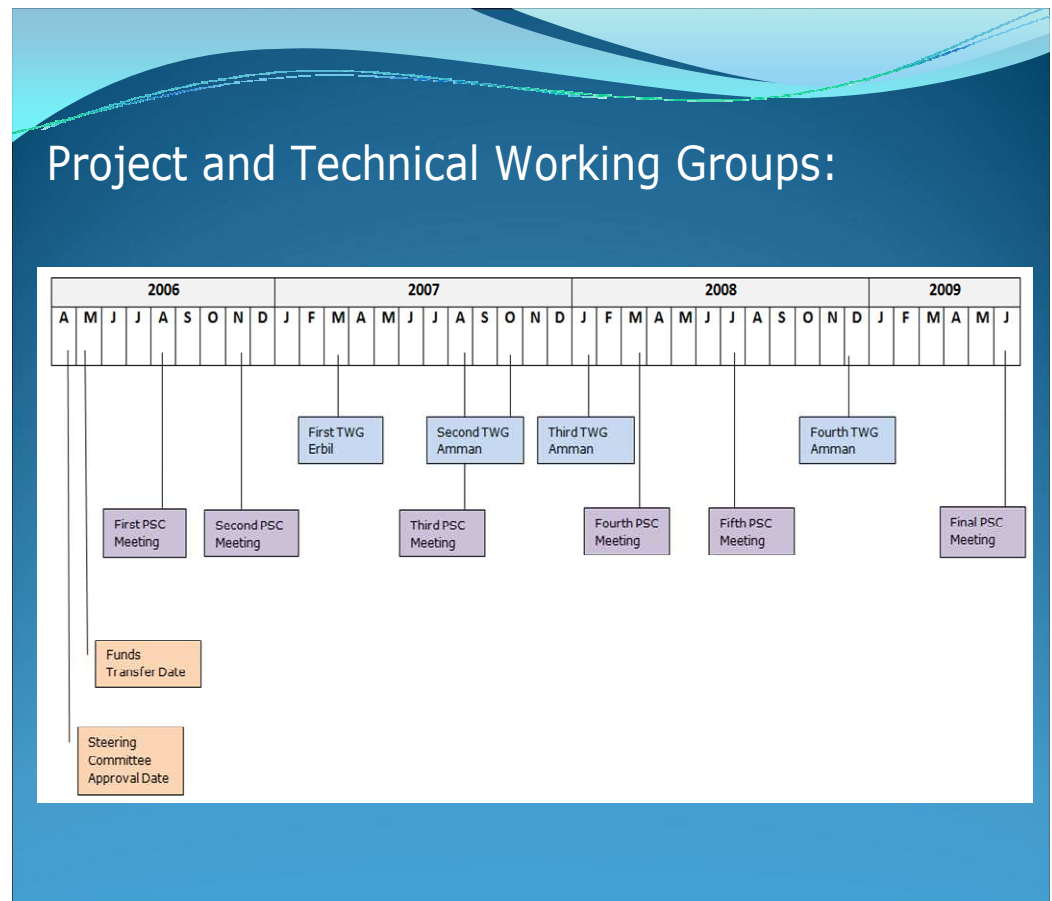 Project and Technical Working Groups:
2006 2007 2008 2009
A M J J A S O N D J F M A M J J A S O N D J F M A M J J A S O N D J F M A M J
First TWG
Erbil
Second TWG
Amman
Third TWG
Amman
Fourth TWG
Amman
First PSC
Meeting
Second PSC
Meeting
Third PSC
Meeting
Fourth PSC
Meeting
Fifth PSC
Meeting
Final PSC
Meeting
Funds
Transfer Date
Steering
Committee
Approval Date